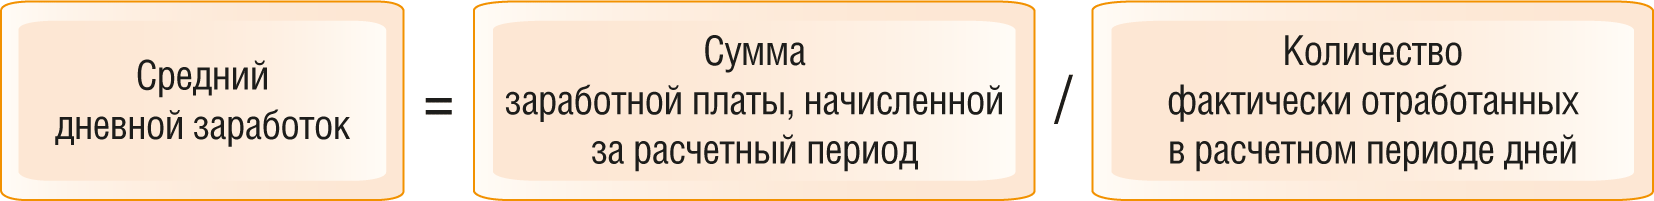 Средний
дневной заработок
=
Сумма
заработной платы, начисленной
за расчетный период
/
Количество
фактически отработанных
в расчетном периоде дней